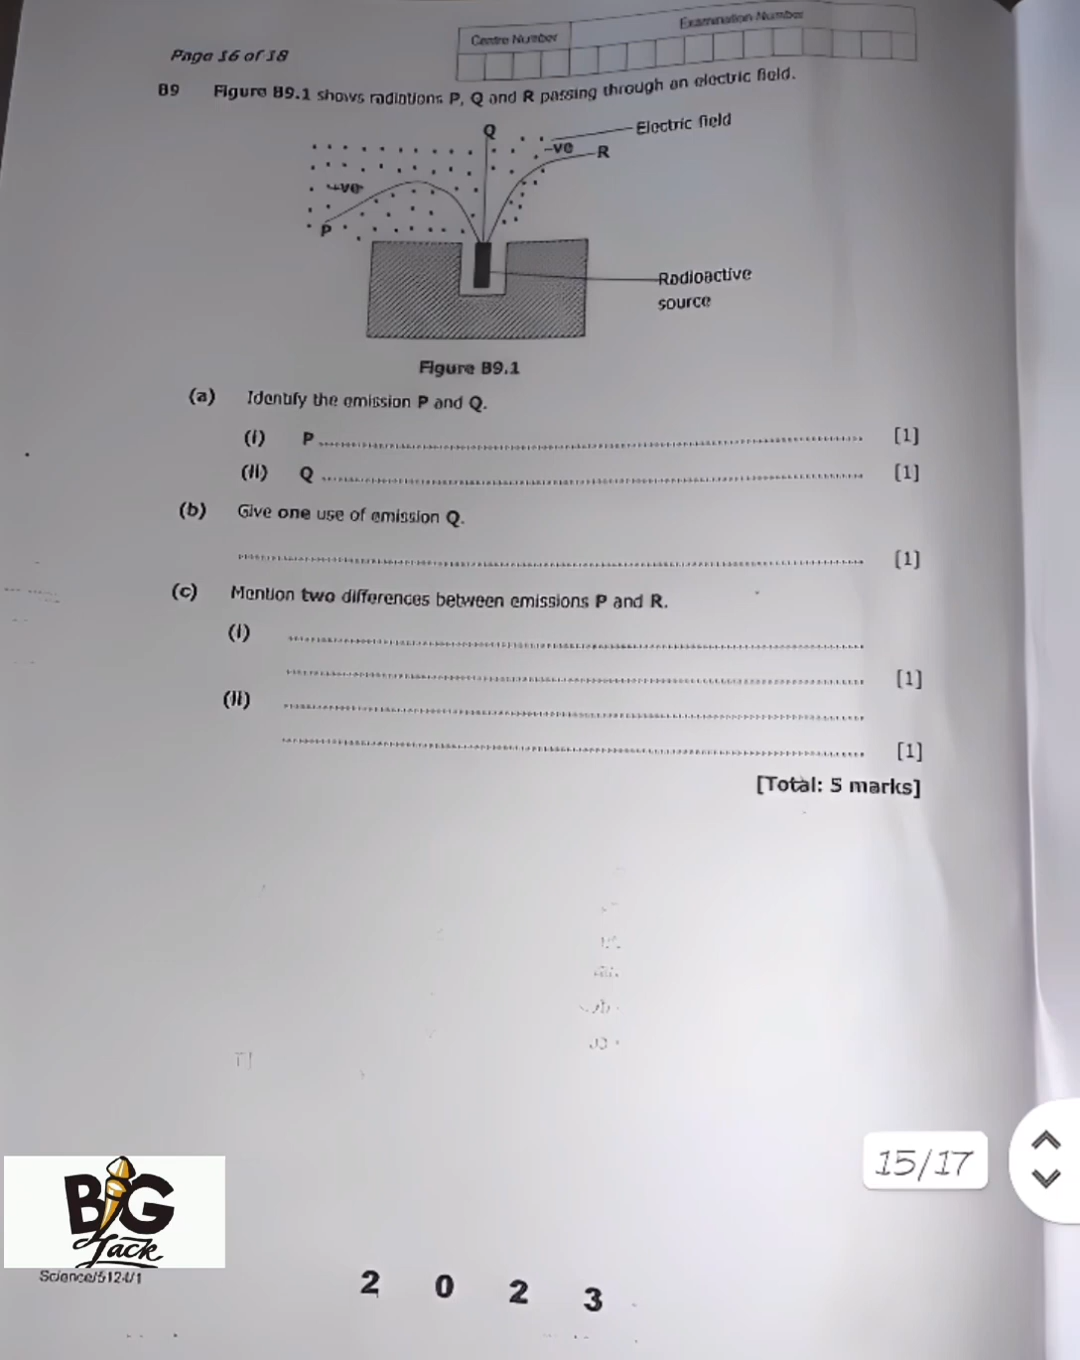 Centre Number
Examination Number
Page 16 of 18
B9 Figure B9.1 shows radiations P, Q and R passing through an electric field.
Q
Electric field
-ve
R
+ve
P
Radioactive
source
Figure B9.1
(a) Identify the emission P and Q.
(i) P [1]
(ii) Q [1]
(b) Give one use of emission Q.
[1]
(c) Mention two differences between emissions P and R.
(i)
[1]
(ii)
[1]
[Total: 5 marks]
15/17
BIG
Jack
Science/5124/1
2 0 2 3